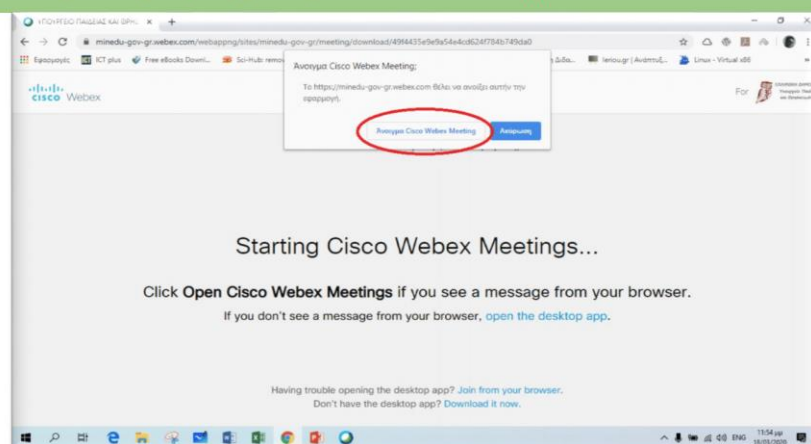 ΥΠΟΥΡΓΕΙΟ ΠΑΙΔΕΙΑΣ ΚΑΙ ΘΡΗΣ
minedu-gov-gr.webex.com/webappng/sites/minedu-gov-gr/meeting/download/
Εφαρμογές ICT plus Free eBooks Downl... Sci-Hub: remov Linux - Virtual x86
Άνοιγμα Cisco Webex Meeting;
Το https://minedu-gov-gr.webex.com θέλει να ανοίξει αυτήν την
εφαρμογή.
Άνοιγμα Cisco Webex Meeting Ακύρωση
CISCO Webex
For
Starting Cisco Webex Meetings...
Click Open Cisco Webex Meetings if you see a message from your browser.
If you don't see a message from your browser, open the desktop app.
Having trouble opening the desktop app? Join from your browser.
Don't have the desktop app? Download it now.
ENG 11:54 μμ